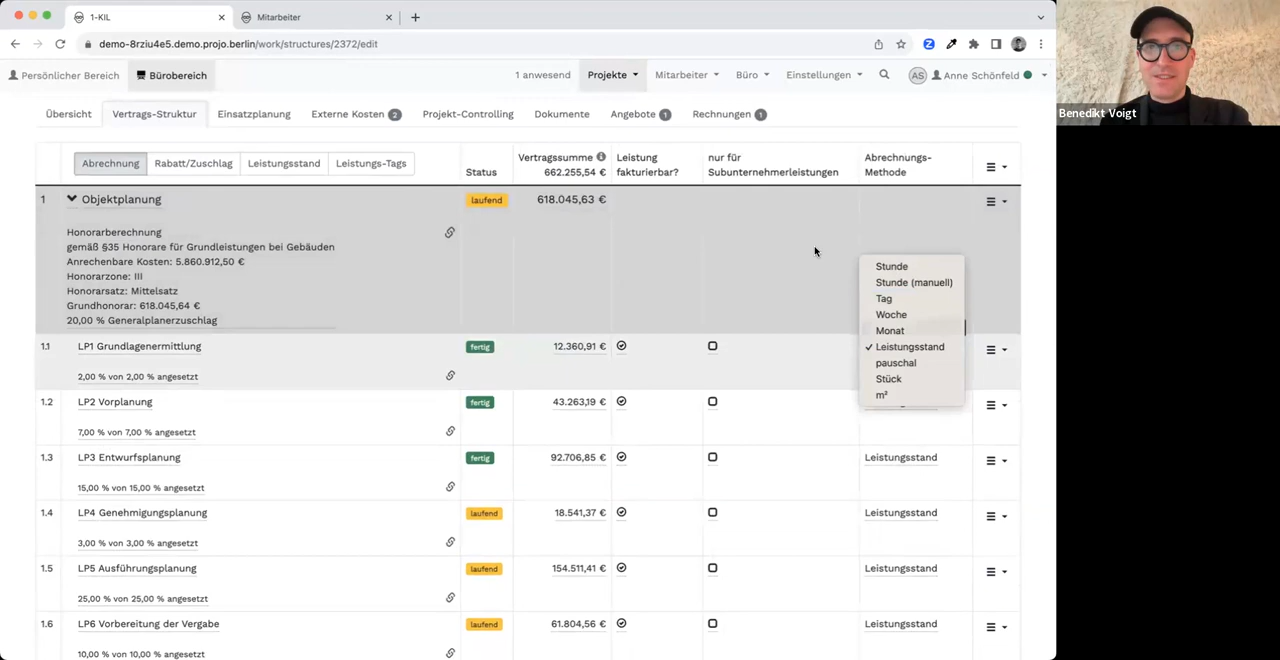 1-KIL
Mitarbeiter
demo-8rziu4e5.demo.projo.berlin/work/structures/2372/edit
Persönlicher Bereich
Bürobereich
1 anwesend
Projekte
Mitarbeiter
Büro
Einstellungen
AS
Anne Schönfeld
Benedikt Voigt
Übersicht
Vertrags-Struktur
Einsatzplanung
Externe Kosten 2
Projekt-Controlling
Dokumente
Angebote 1
Rechnungen 1
Abrechnung
Rabatt/Zuschlag
Leistungsstand
Leistungs-Tags
Status
Vertragssumme
662.255,54 €
Leistung
fakturierbar?
nur für
Subunternehmerleistungen
Abrechnungs-
Methode
1 Objektplanung laufend 618.045,63 €
Honorarberechnung
gemäß §35 Honorare für Grundleistungen bei Gebäuden
Anrechenbare Kosten: 5.860.912,50 €
Honorarzone: III
Honorarsatz: Mittelsatz
Grundhonorar: 618.045,64 €
20,00 % Generalplanerzuschlag
Stunde
Stunde (manuell)
Tag
Woche
Monat
Leistungsstand
pauschal
Stück
m²
1.1 LP1 Grundlagenermittlung fertig 12.360,91 €
2,00 % von 2,00 % angesetzt
1.2 LP2 Vorplanung fertig 43.263,19 €
7,00 % von 7,00 % angesetzt
1.3 LP3 Entwurfsplanung fertig 92.706,85 € Leistungsstand
15,00 % von 15,00 % angesetzt
1.4 LP4 Genehmigungsplanung laufend 18.541,37 € Leistungsstand
3,00 % von 3,00 % angesetzt
1.5 LP5 Ausführungsplanung laufend 154.511,41 € Leistungsstand
25,00 % von 25,00 % angesetzt
1.6 LP6 Vorbereitung der Vergabe laufend 61.804,56 € Leistungsstand
10,00 % von 10,00 % angesetzt